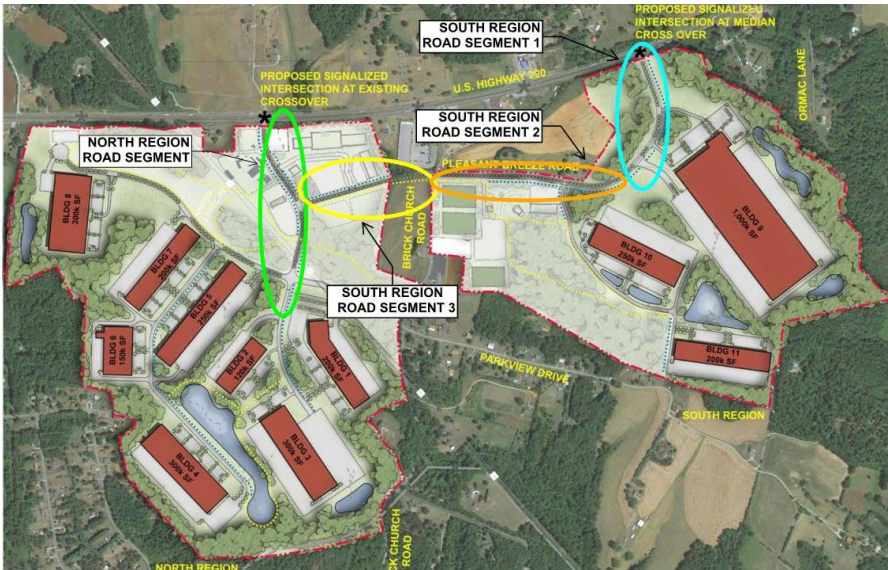 SOUTH REGION
ROAD SEGMENT 1
PROPOSED SIGNALIZED
INTERSECTION AT MEDIAN
CROSS OVER
PROPOSED SIGNALIZED
INTERSECTION AT EXISTING
CROSSOVER
U.S. HIGHWAY 220
ORMAC LANE
NORTH REGION
ROAD SEGMENT
SOUTH REGION
ROAD SEGMENT 2
PLEASANT BREEZE ROAD
BLDG 8
300k SF
BLDG 7
200k SF
BLDG 5
250k SF
BLDG 6
150k SF
BLDG 2
BLDG 1
200k SF
BLDG 4
300k SF
BLDG 3
300k SF
BRICK CHURCH
ROAD
SOUTH REGION
ROAD SEGMENT 3
BLDG 9
1,000k SF
BLDG 10
250k SF
BLDG 11
200k SF
PARKVIEW DRIVE
SOUTH REGION
NORTH REGION
CK CHURCH
ROAD